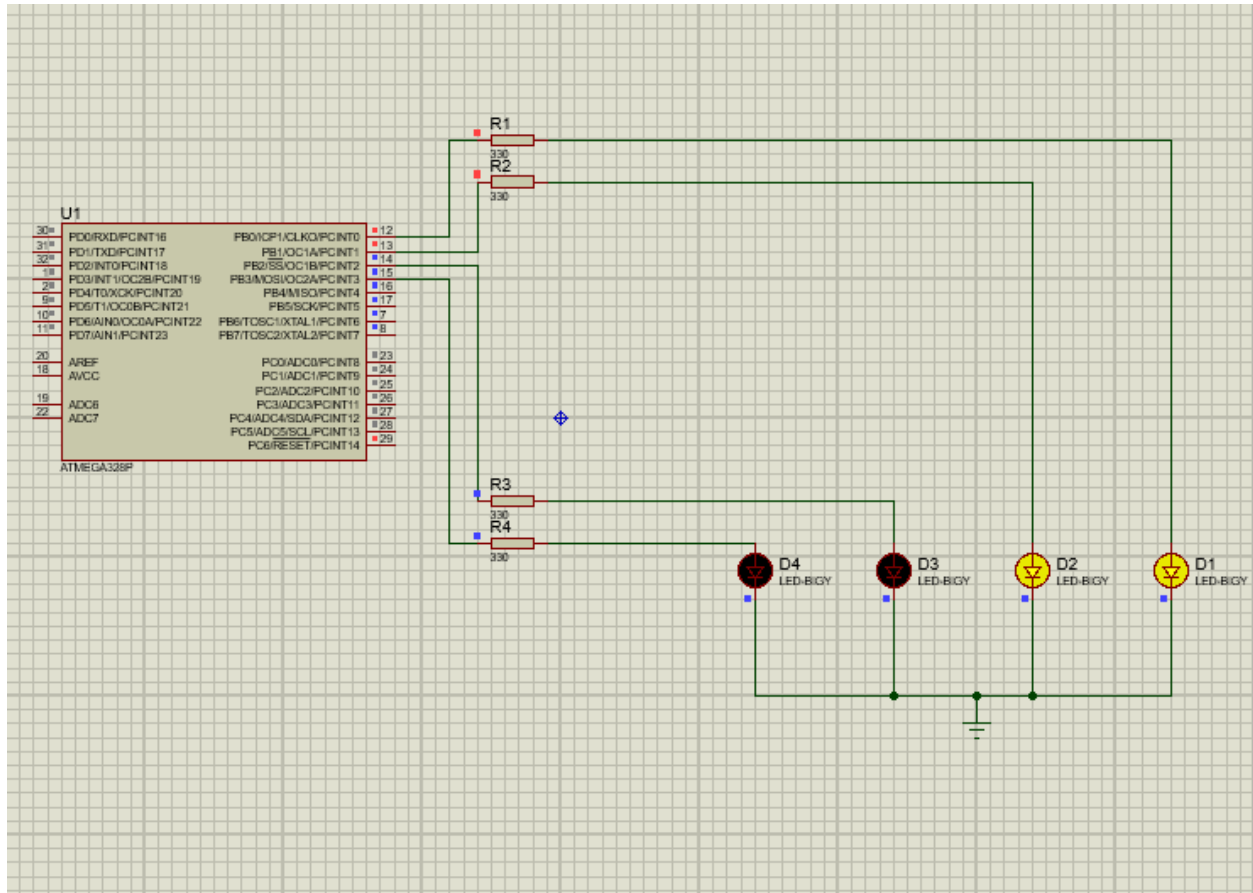 R1
330
R2
330
U1
30 PD0/RXD/PCINT16 PB0/ICP1/CLKO/PCINT0 12
31 PD1/TXD/PCINT17 PB1/OC1A/PCINT1 13
32 PD2/INT0/PCINT18 PB2/SS/OC1B/PCINT2 14
1 PD3/INT1/OC2B/PCINT19 PB3/MOSI/OC2A/PCINT3 15
2 PD4/T0/XCK/PCINT20 PB4/MISO/PCINT4 16
9 PD5/T1/OC0B/PCINT21 PB5/SCK/PCINT5 17
10 PD6/AIN0/OC0A/PCINT22 PB6/TOSC1/XTAL1/PCINT6 7
11 PD7/AIN1/PCINT23 PB7/TOSC2/XTAL2/PCINT7 8
20 AREF PC0/ADC0/PCINT8 23
18 AVCC PC1/ADC1/PCINT9 24
PC2/ADC2/PCINT10 25
19 ADC6 PC3/ADC3/PCINT11 26
22 ADC7 PC4/ADC4/SDA/PCINT12 27
PC5/ADC5/SCL/PCINT13 28
PC6/RESET/PCINT14 29
ATMEGA328P
R3
330
R4
330
D4 D3 D2 D1
LED-BIGY LED-BIGY LED-BIGY LED-BIGY